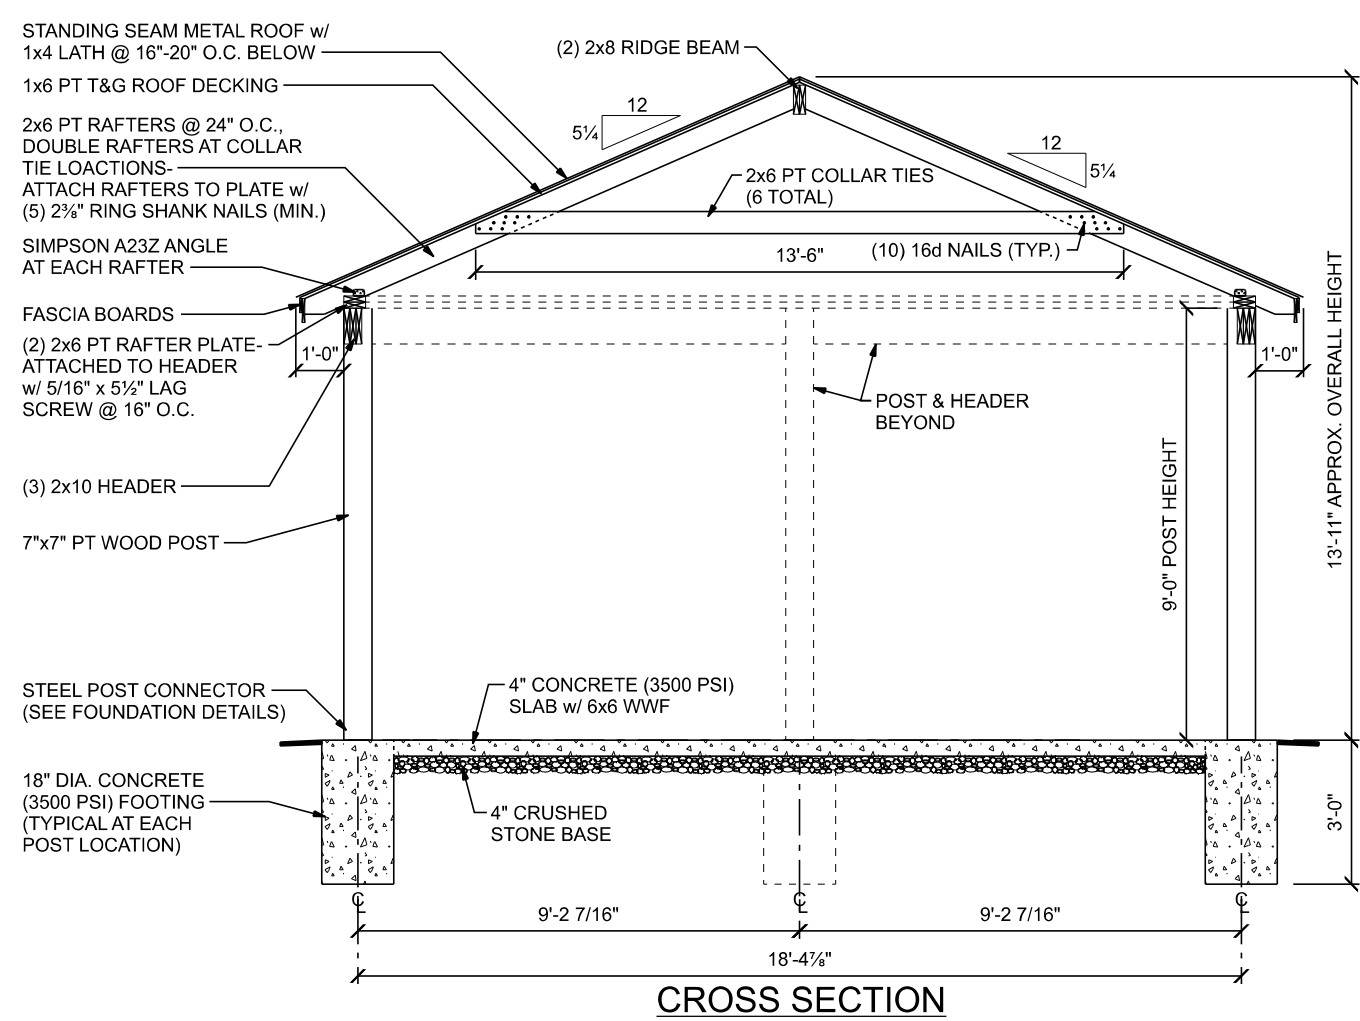 STANDING SEAM METAL ROOF w/
1x4 LATH @ 16"-20" O.C. BELOW
1x6 PT T&G ROOF DECKING
2x6 PT RAFTERS @ 24" O.C.,
DOUBLE RAFTERS AT COLLAR
TIE LOACTIONS-
ATTACH RAFTERS TO PLATE w/
(5) 2⅜" RING SHANK NAILS (MIN.)
SIMPSON A23Z ANGLE
AT EACH RAFTER
FASCIA BOARDS
(2) 2x6 PT RAFTER PLATE-
ATTACHED TO HEADER
w/ 5/16" x 5½" LAG
SCREW @ 16" O.C.
(3) 2x10 HEADER
7"x7" PT WOOD POST
STEEL POST CONNECTOR
(SEE FOUNDATION DETAILS)
18" DIA. CONCRETE
(3500 PSI) FOOTING
(TYPICAL AT EACH
POST LOCATION)
(2) 2x8 RIDGE BEAM
12
5¼
12
5¼
2x6 PT COLLAR TIES
(6 TOTAL)
(10) 16d NAILS (TYP.)
13'-6"
1'-0"
1'-0"
POST & HEADER
BEYOND
9'-0" POST HEIGHT
13'-11" APPROX. OVERALL HEIGHT
4" CONCRETE (3500 PSI)
SLAB w/ 6x6 WWF
4" CRUSHED
STONE BASE
3'-0"
℄
℄
℄
9'-2 7/16"
9'-2 7/16"
18'-4⅞"
CROSS SECTION